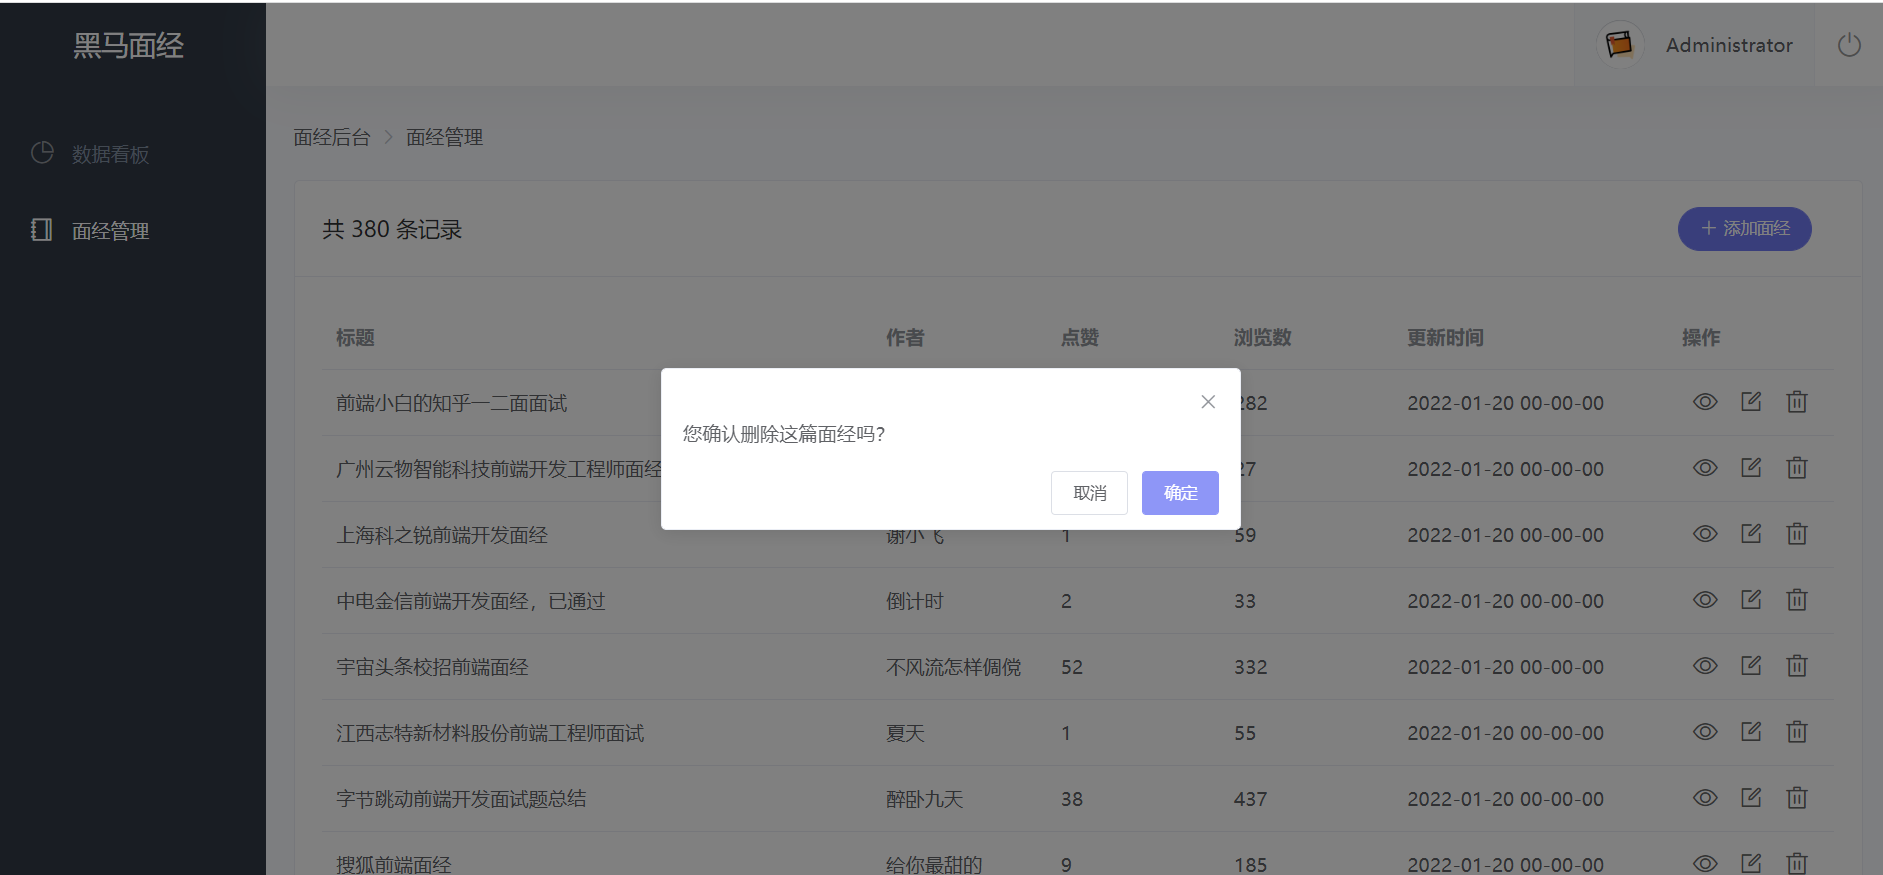 黑马面经
Administrator
数据看板
面经管理
面经后台 > 面经管理
共 380 条记录
+ 添加面经
标题 作者 点赞 浏览数 更新时间 操作
前端小白的知乎一二面面试 282 2022-01-20 00-00-00
广州云物智能科技前端开发工程师面经 27 2022-01-20 00-00-00
您确认删除这篇面经吗?
取消 确定
上海科之锐前端开发面经 谢小飞 1 59 2022-01-20 00-00-00
中电金信前端开发面经，已通过 倒计时 2 33 2022-01-20 00-00-00
宇宙头条校招前端面经 不风流怎样倜傥 52 332 2022-01-20 00-00-00
江西志特新材料股份前端工程师面试 夏天 1 55 2022-01-20 00-00-00
字节跳动前端开发面试题总结 醉卧九天 38 437 2022-01-20 00-00-00
搜狐前端面经 给你最甜的 9 185 2022-01-20 00-00-00